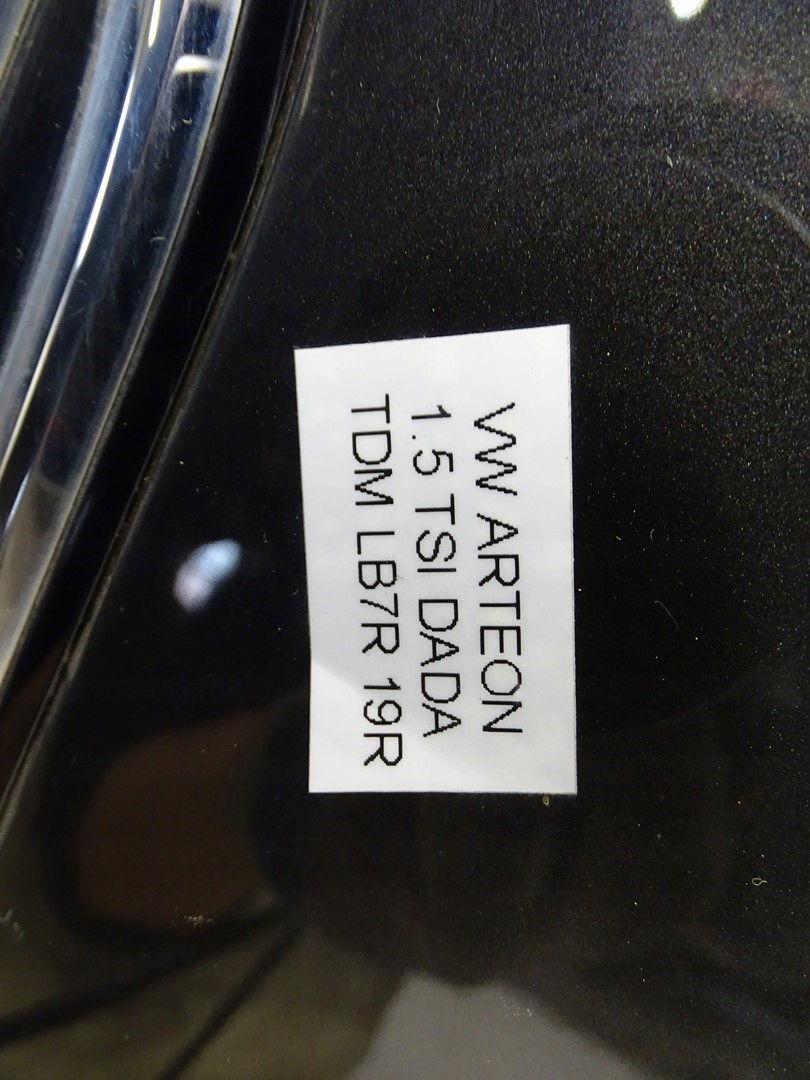 VW ARTEON
1.5 TSI DADA
TDM LB7R 19R